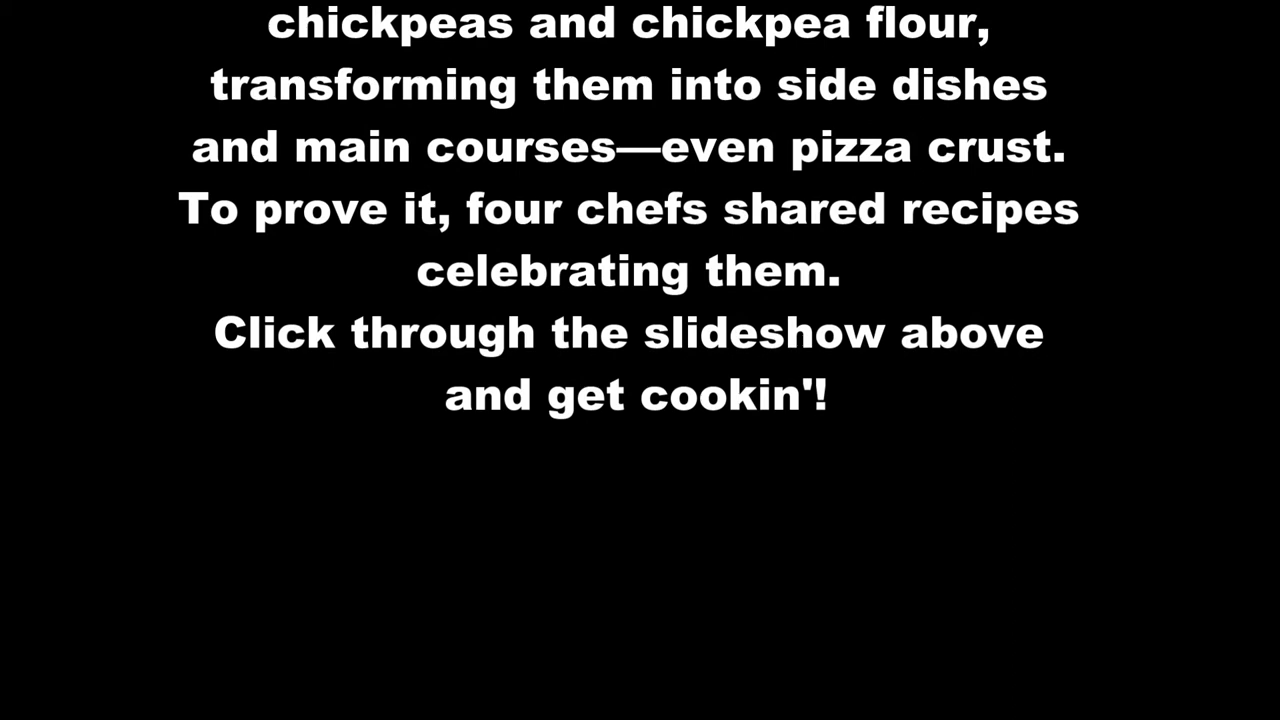 chickpeas and chickpea flour,
transforming them into side dishes
and main courses—even pizza crust.
To prove it, four chefs shared recipes
celebrating them.
Click through the slideshow above
and get cookin'!